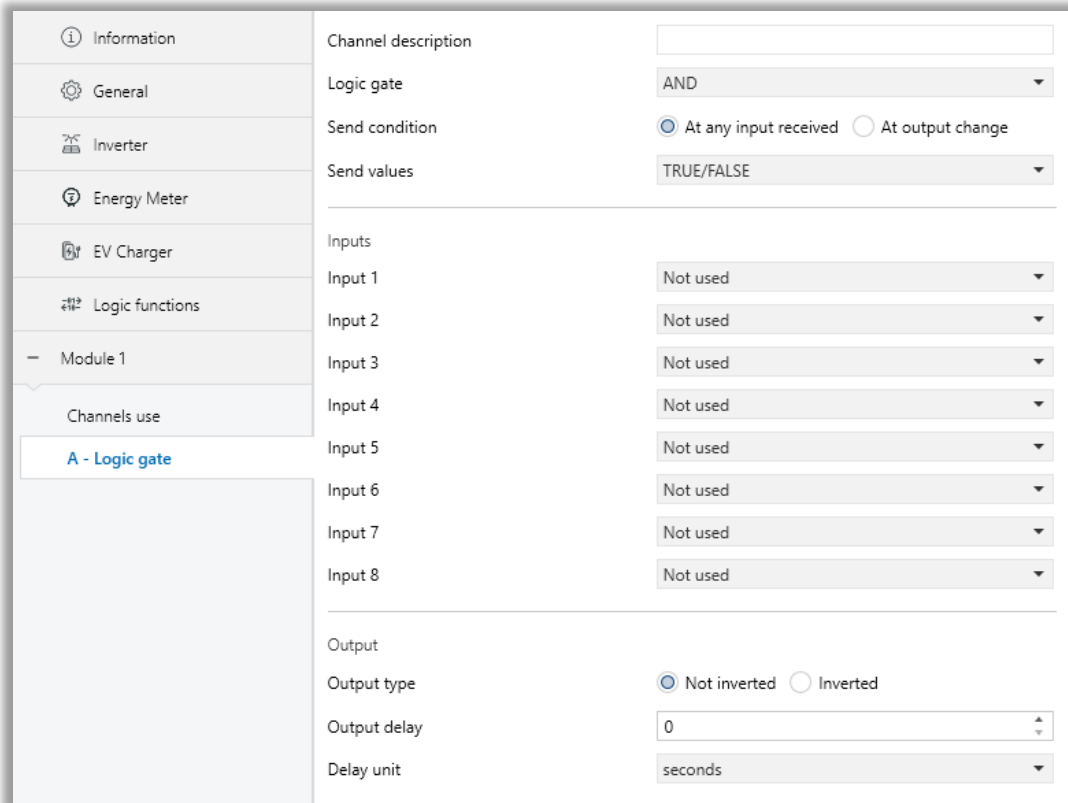 Information
General
Inverter
Energy Meter
EV Charger
Logic functions
Module 1
Channels use
A - Logic gate
Channel description
Logic gate AND
Send condition At any input received At output change
Send values TRUE/FALSE
Inputs
Input 1 Not used
Input 2 Not used
Input 3 Not used
Input 4 Not used
Input 5 Not used
Input 6 Not used
Input 7 Not used
Input 8 Not used
Output
Output type Not inverted Inverted
Output delay 0
Delay unit seconds